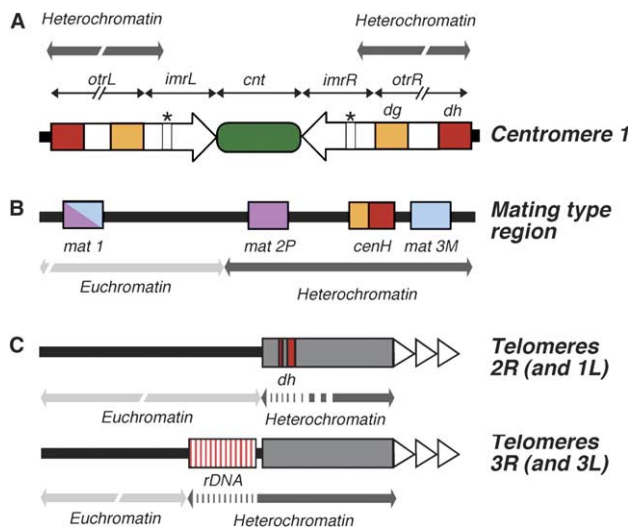 A
Heterochromatin Heterochromatin
otrL imrL cnt imrR otrR
* * dg dh
Centromere 1
B
Mating type
region
mat 1 mat 2P cenH mat 3M
Euchromatin Heterochromatin
C
Telomeres
2R (and 1L)
dh
Euchromatin Heterochromatin
Telomeres
3R (and 3L)
rDNA
Euchromatin Heterochromatin